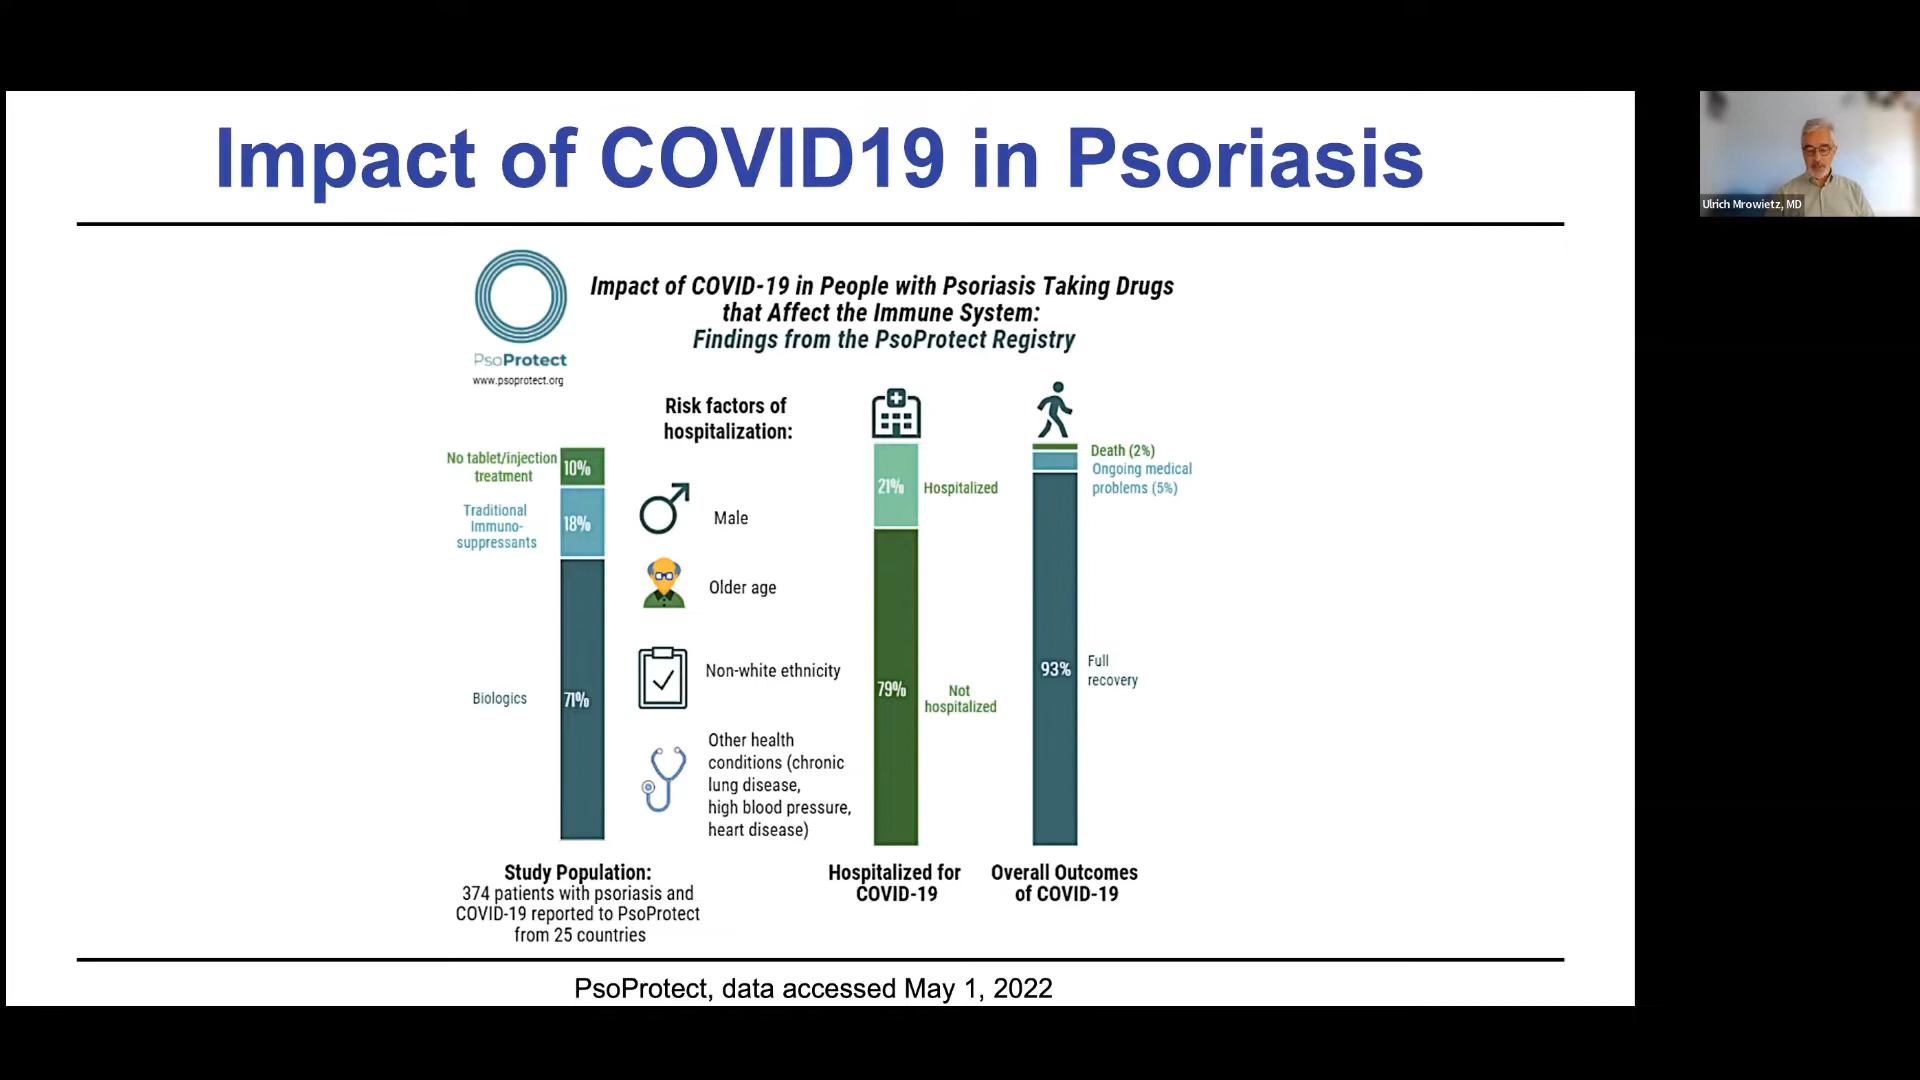 Impact of COVID19 in Psoriasis
Ulrich Mrowietz, MD
PsoProtect
www.psoprotect.org
Impact of COVID-19 in People with Psoriasis Taking Drugs
that Affect the Immune System:
Findings from the PsoProtect Registry
No tablet/injection
treatment
10%
Traditional
Immuno-
suppressants
18%
Biologics
71%
Study Population:
374 patients with psoriasis and
COVID-19 reported to PsoProtect
from 25 countries
Risk factors of
hospitalization:
Male
Older age
Non-white ethnicity
Other health
conditions (chronic
lung disease,
high blood pressure,
heart disease)
21%
Hospitalized
79%
Not
hospitalized
Hospitalized for
COVID-19
Death (2%)
Ongoing medical
problems (5%)
93%
Full
recovery
Overall Outcomes
of COVID-19
PsoProtect, data accessed May 1, 2022